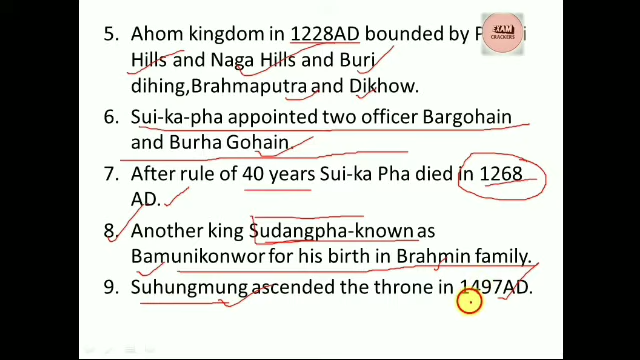 5. Ahom kingdom in 1228AD bounded by
EXAM
CRACKERS
Hills and Naga Hills and Buri
dihing,Brahmaputra and Dikhow.
6. Sui-ka-pha appointed two officer Bargohain
and Burha Gohain.
7. After rule of 40 years Sui-ka Pha died in 1268
AD.
8. Another king Sudangpha-known as
Bamunikonwor for his birth in Brahmin family.
9. Suhungmung ascended the throne in 1497AD.